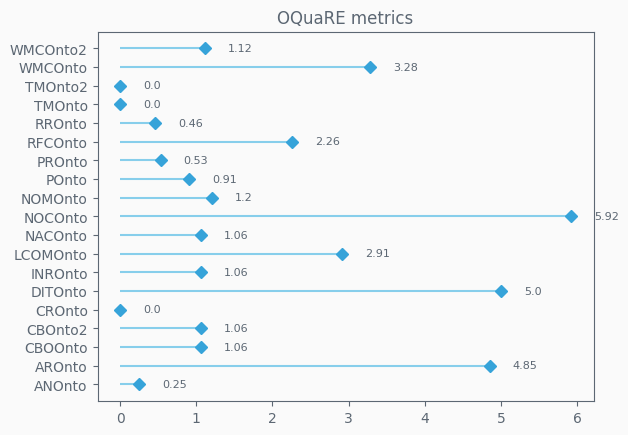 OQuaRE metrics
WMCOnto2 1.12
WMCOnto 3.28
TMOnto2 0.0
TMOnto 0.0
RROnto 0.46
RFCOnto 2.26
PROnto 0.53
POnto 0.91
NOMOnto 1.2
NOCOnto 5.92
NACOnto 1.06
LCOMOnto 2.91
INROnto 1.06
DITOnto 5.0
CROnto 0.0
CBOnto2 1.06
CBOOnto 1.06
AROnto 4.85
ANOnto 0.25
0 1 2 3 4 5 6